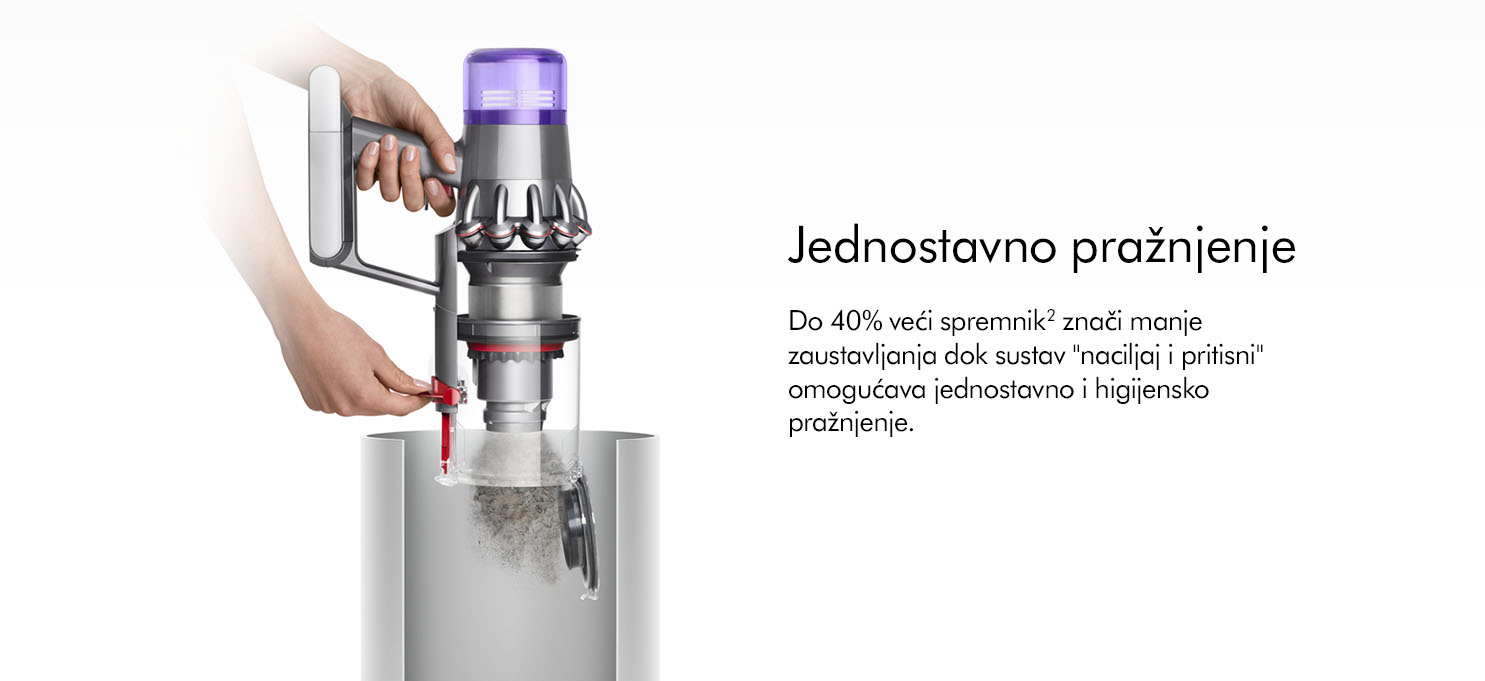 Jednostavno pražnjenje
Do 40% veći spremnik² znači manje
zaustavljanja dok sustav "naciljaj i pritisni"
omogućava jednostavno i higijensko
pražnjenje.